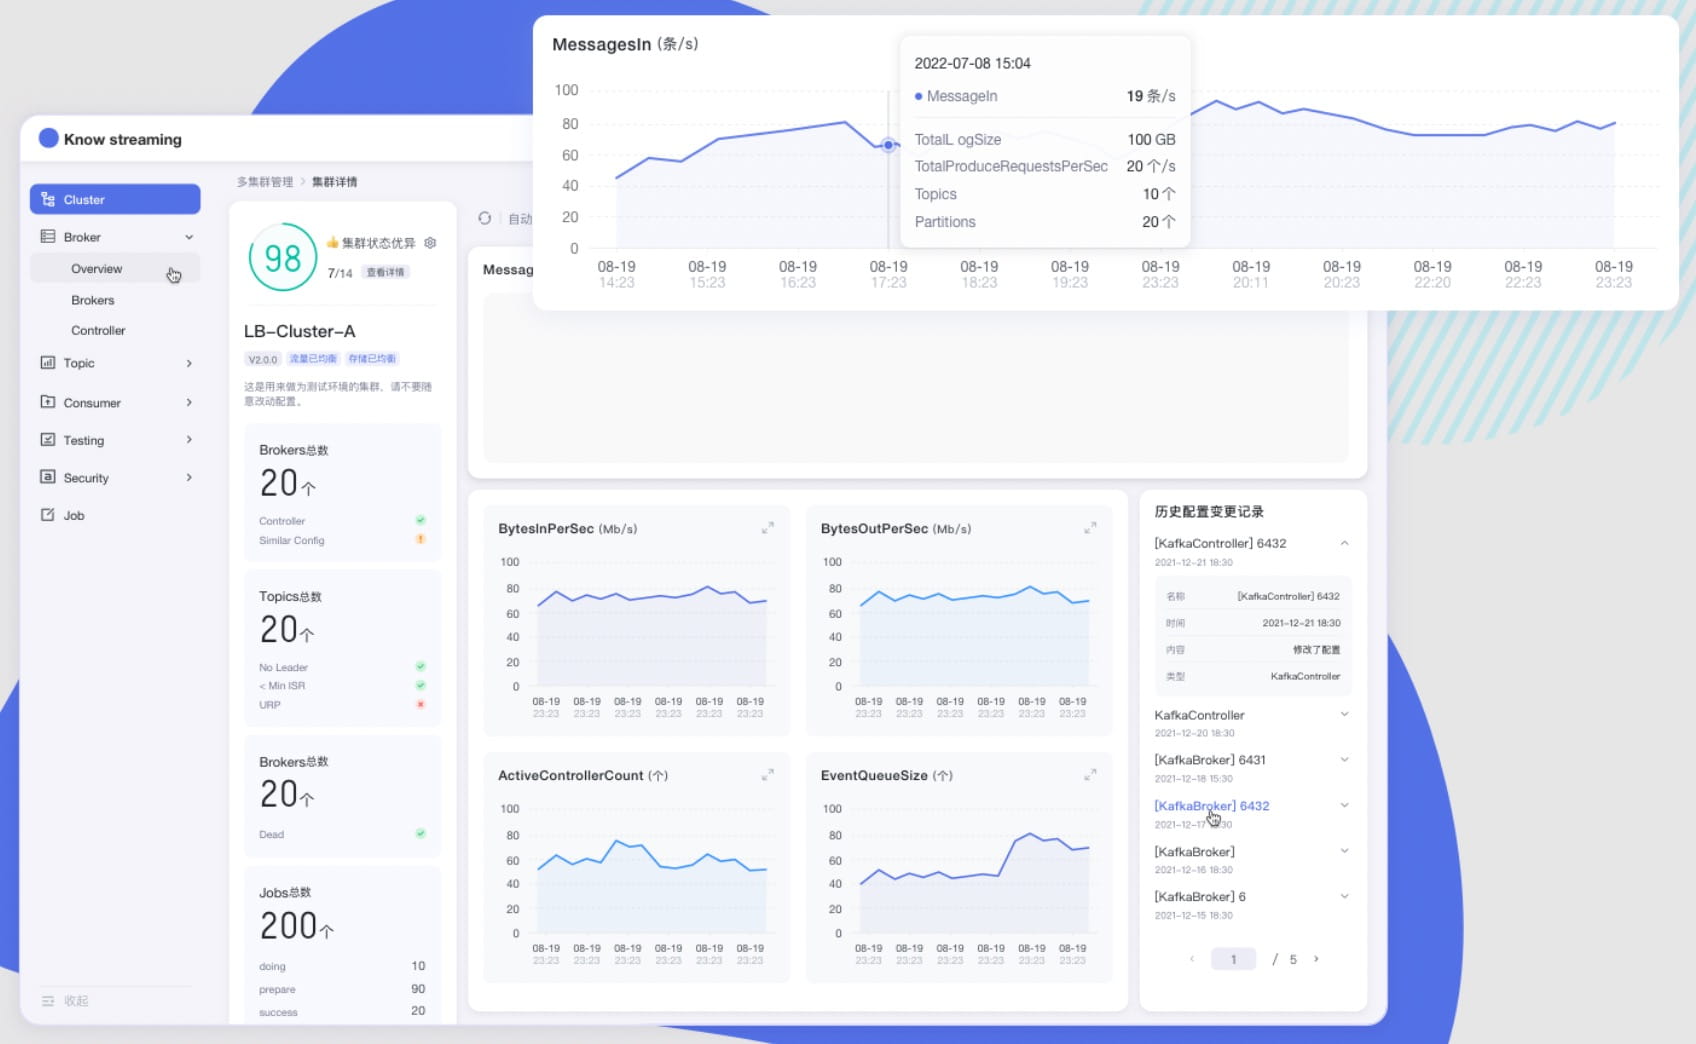 MessagesIn (条/s)
100
80
60
40
20
0
2022-07-08 15:04
MessageIn 19 条/s
TotalL ogSize 100 GB
TotalProduceRequestsPerSec 20 个/s
Topics 10 个
Partitions 20 个
08-19 08-19 08-19 08-19 08-19 08-19 08-19 08-19 08-19 08-19 08-19 08-19
14:23 15:23 16:23 17:23 18:23 19:23 23:23 20:11 20:23 22:20 22:23 23:23
Know streaming
Cluster
Broker
Overview
Brokers
Controller
Topic
Consumer
Testing
Security
Job
收起
多集群管理 > 集群详情
98
集群状态优异
7/14 查看详情
LB-Cluster-A
V2.0.0 流量已均衡 存储已均衡
这是用来做为测试环境的集群，请不要随
意改动配置。
Brokers总数
20个
Controller
Similar Config
Topics总数
20个
No Leader
< Min ISR
URP
Brokers总数
20个
Dead
Jobs总数
200个
doing 10
prepare 90
success 20
自动
Messag
BytesInPerSec (Mb/s)
100
80
60
40
20
0
08-19 08-19 08-19 08-19 08-19 08-19
23:23 23:23 23:23 23:23 23:23 23:23
BytesOutPerSec (Mb/s)
100
80
60
40
20
0
08-19 08-19 08-19 08-19 08-19 08-19
23:23 23:23 23:23 23:23 23:23 23:23
ActiveControllerCount (个)
100
80
60
40
20
0
08-19 08-19 08-19 08-19 08-19 08-19
23:23 23:23 23:23 23:23 23:23 23:23
EventQueueSize (个)
100
80
60
40
20
0
08-19 08-19 08-19 08-19 08-19 08-19
23:23 23:23 23:23 23:23 23:23 23:23
历史配置变更记录
[KafkaController] 6432
2021-12-21 18:30
名称 [KafkaController] 6432
时间 2021-12-21 18:30
内容 修改了配置
类型 KafkaController
KafkaController
2021-12-20 18:30
[KafkaBroker] 6431
2021-12-18 15:30
[KafkaBroker] 6432
2021-12-17
[KafkaBroker]
2021-12-16 18:30
[KafkaBroker] 6
2021-12-15 18:30
1 / 5